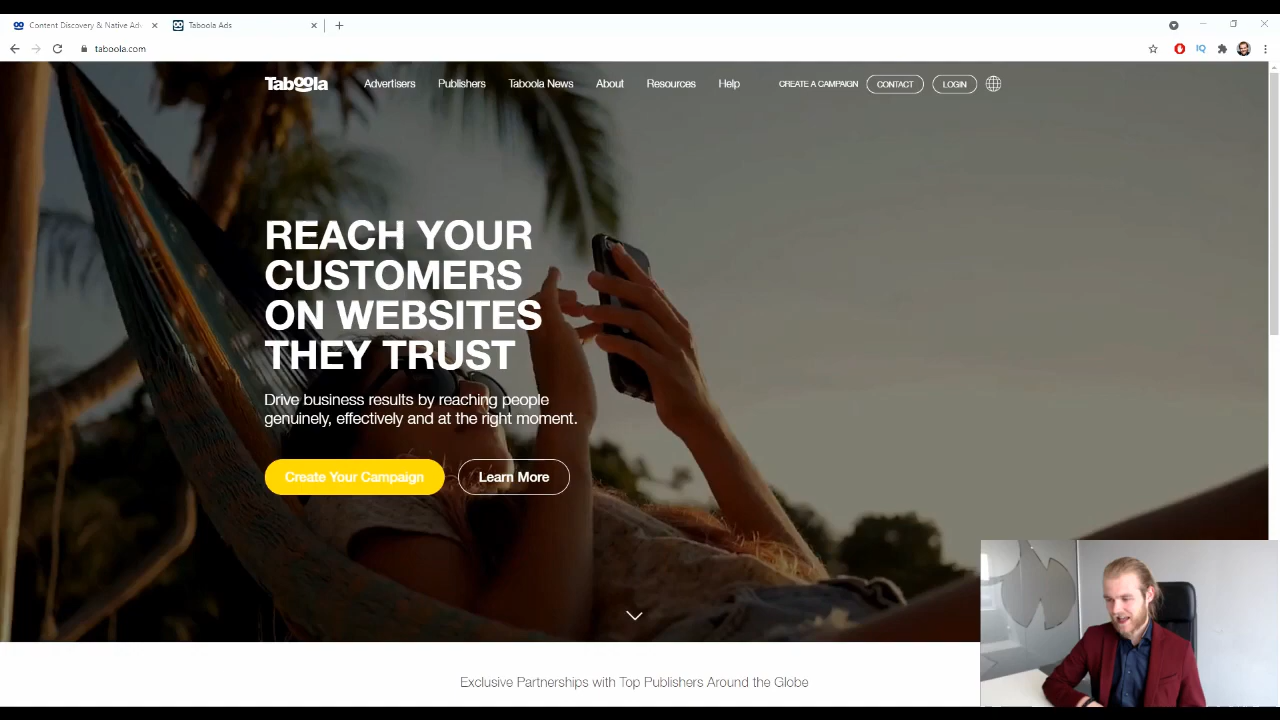 Content Discovery & Native Adv
Taboola Ads
taboola.com
IQ
Taboola
Advertisers
Publishers
Taboola News
About
Resources
Help
CREATE A CAMPAIGN
CONTACT
LOGIN
REACH YOUR
CUSTOMERS
ON WEBSITES
THEY TRUST
Drive business results by reaching people
genuinely, effectively and at the right moment.
Create Your Campaign
Learn More
Exclusive Partnerships with Top Publishers Around the Globe